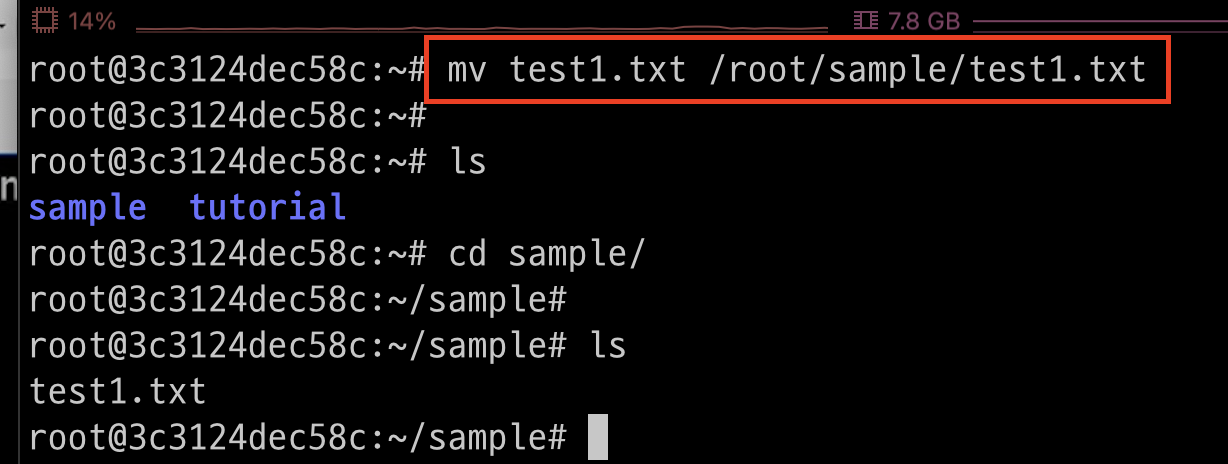 14% 7.8 GB
root@3c3124dec58c:~# mv test1.txt /root/sample/test1.txt
root@3c3124dec58c:~#
root@3c3124dec58c:~# ls
sample  tutorial
root@3c3124dec58c:~# cd sample/
root@3c3124dec58c:~/sample#
root@3c3124dec58c:~/sample# ls
test1.txt
root@3c3124dec58c:~/sample#